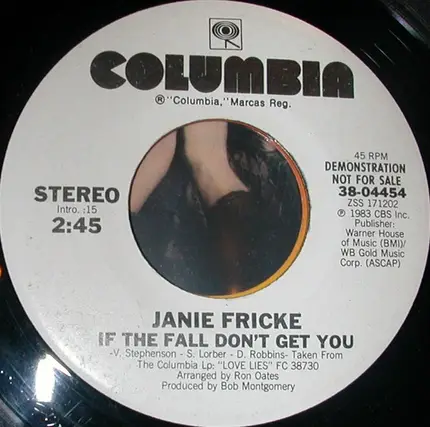 COLUMBIA
®"Columbia," Marcas Reg.
STEREO
Intro. :15
2:45
45 RPM
DEMONSTRATION
NOT FOR SALE
38-04454
ZSS 171202
℗ 1983 CBS Inc.
Publisher:
Warner House
of Music (BMI)/
WB Gold Music
Corp. (ASCAP)
JANIE FRICKE
IF THE FALL DON'T GET YOU
-V. Stephenson - S. Lorber - D. Robbins- Taken From
The Columbia Lp: "LOVE LIES" FC 38730
Arranged by Ron Oates
Produced by Bob Montgomery